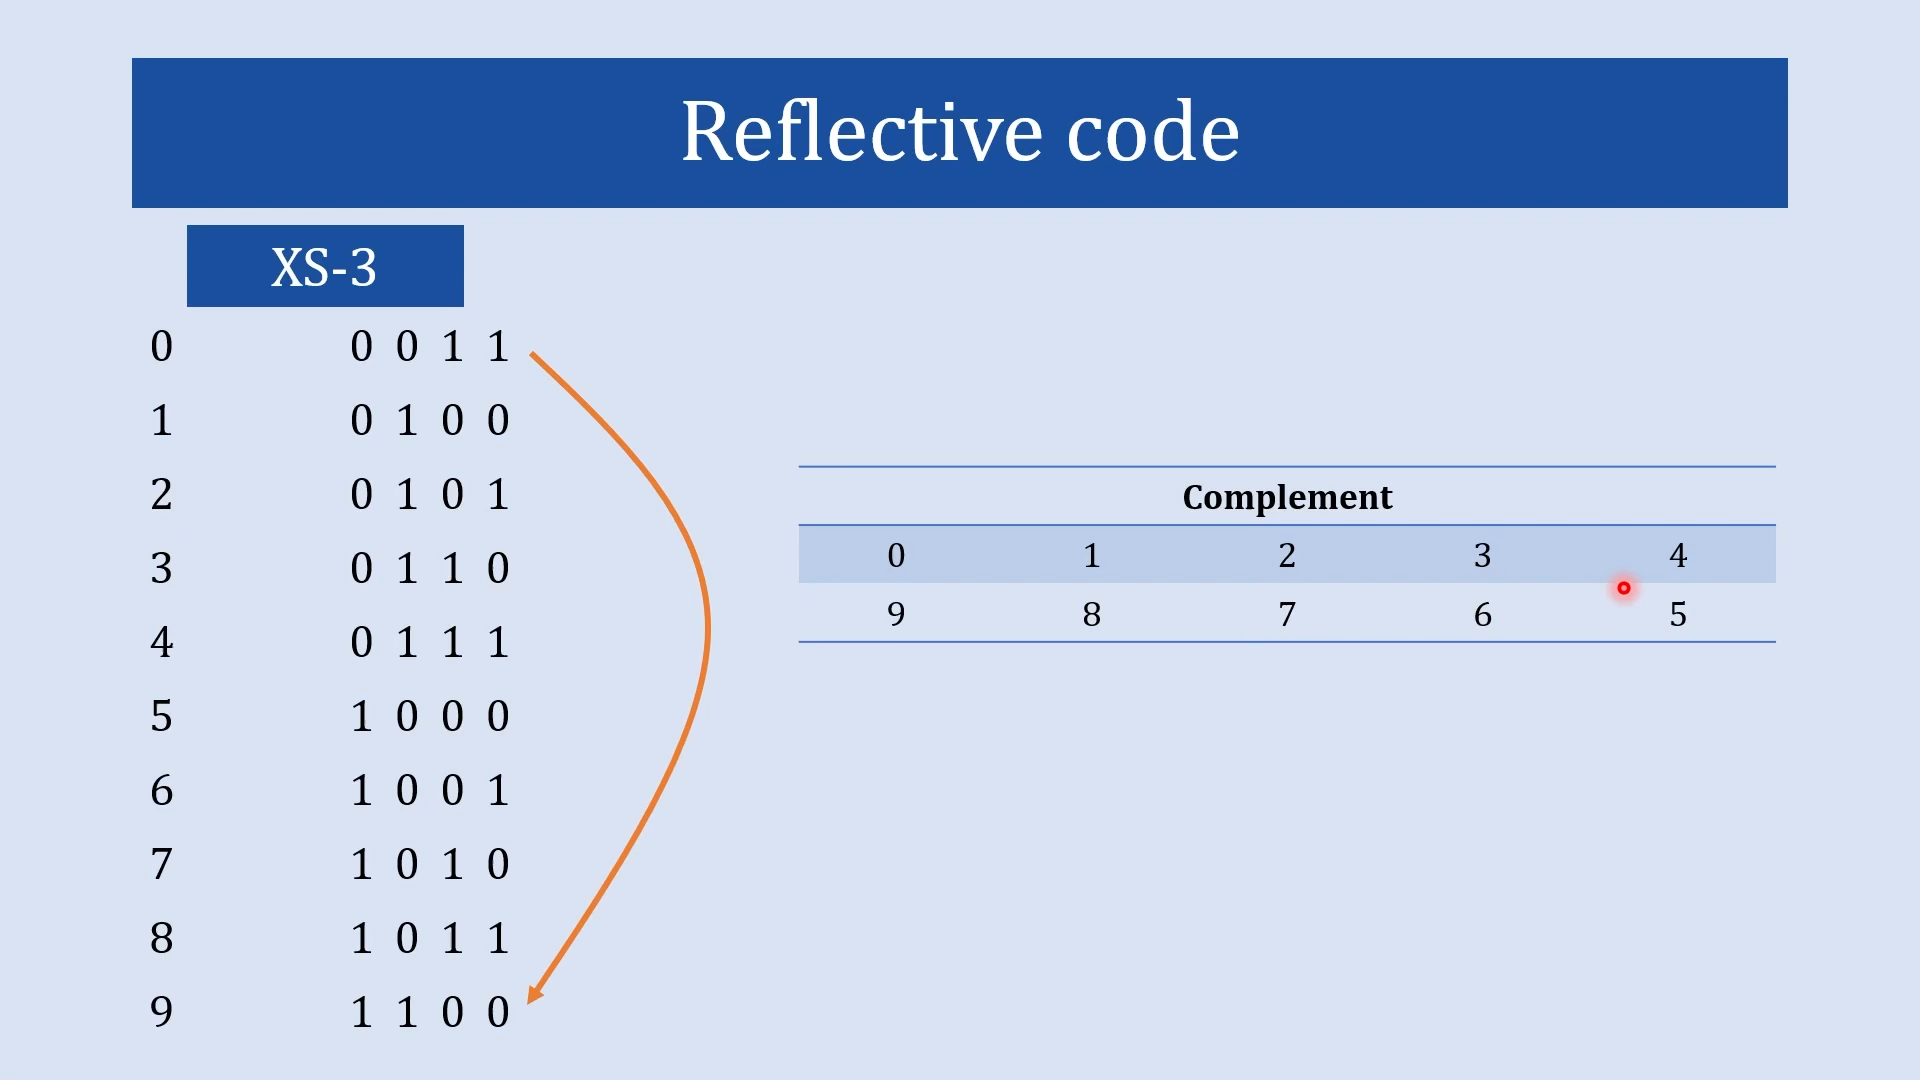 Reflective code
XS-3
0 0 0 1 1
1 0 1 0 0
2 0 1 0 1
3 0 1 1 0
4 0 1 1 1
5 1 0 0 0
6 1 0 0 1
7 1 0 1 0
8 1 0 1 1
9 1 1 0 0
Complement
0 1 2 3 4
9 8 7 6 5